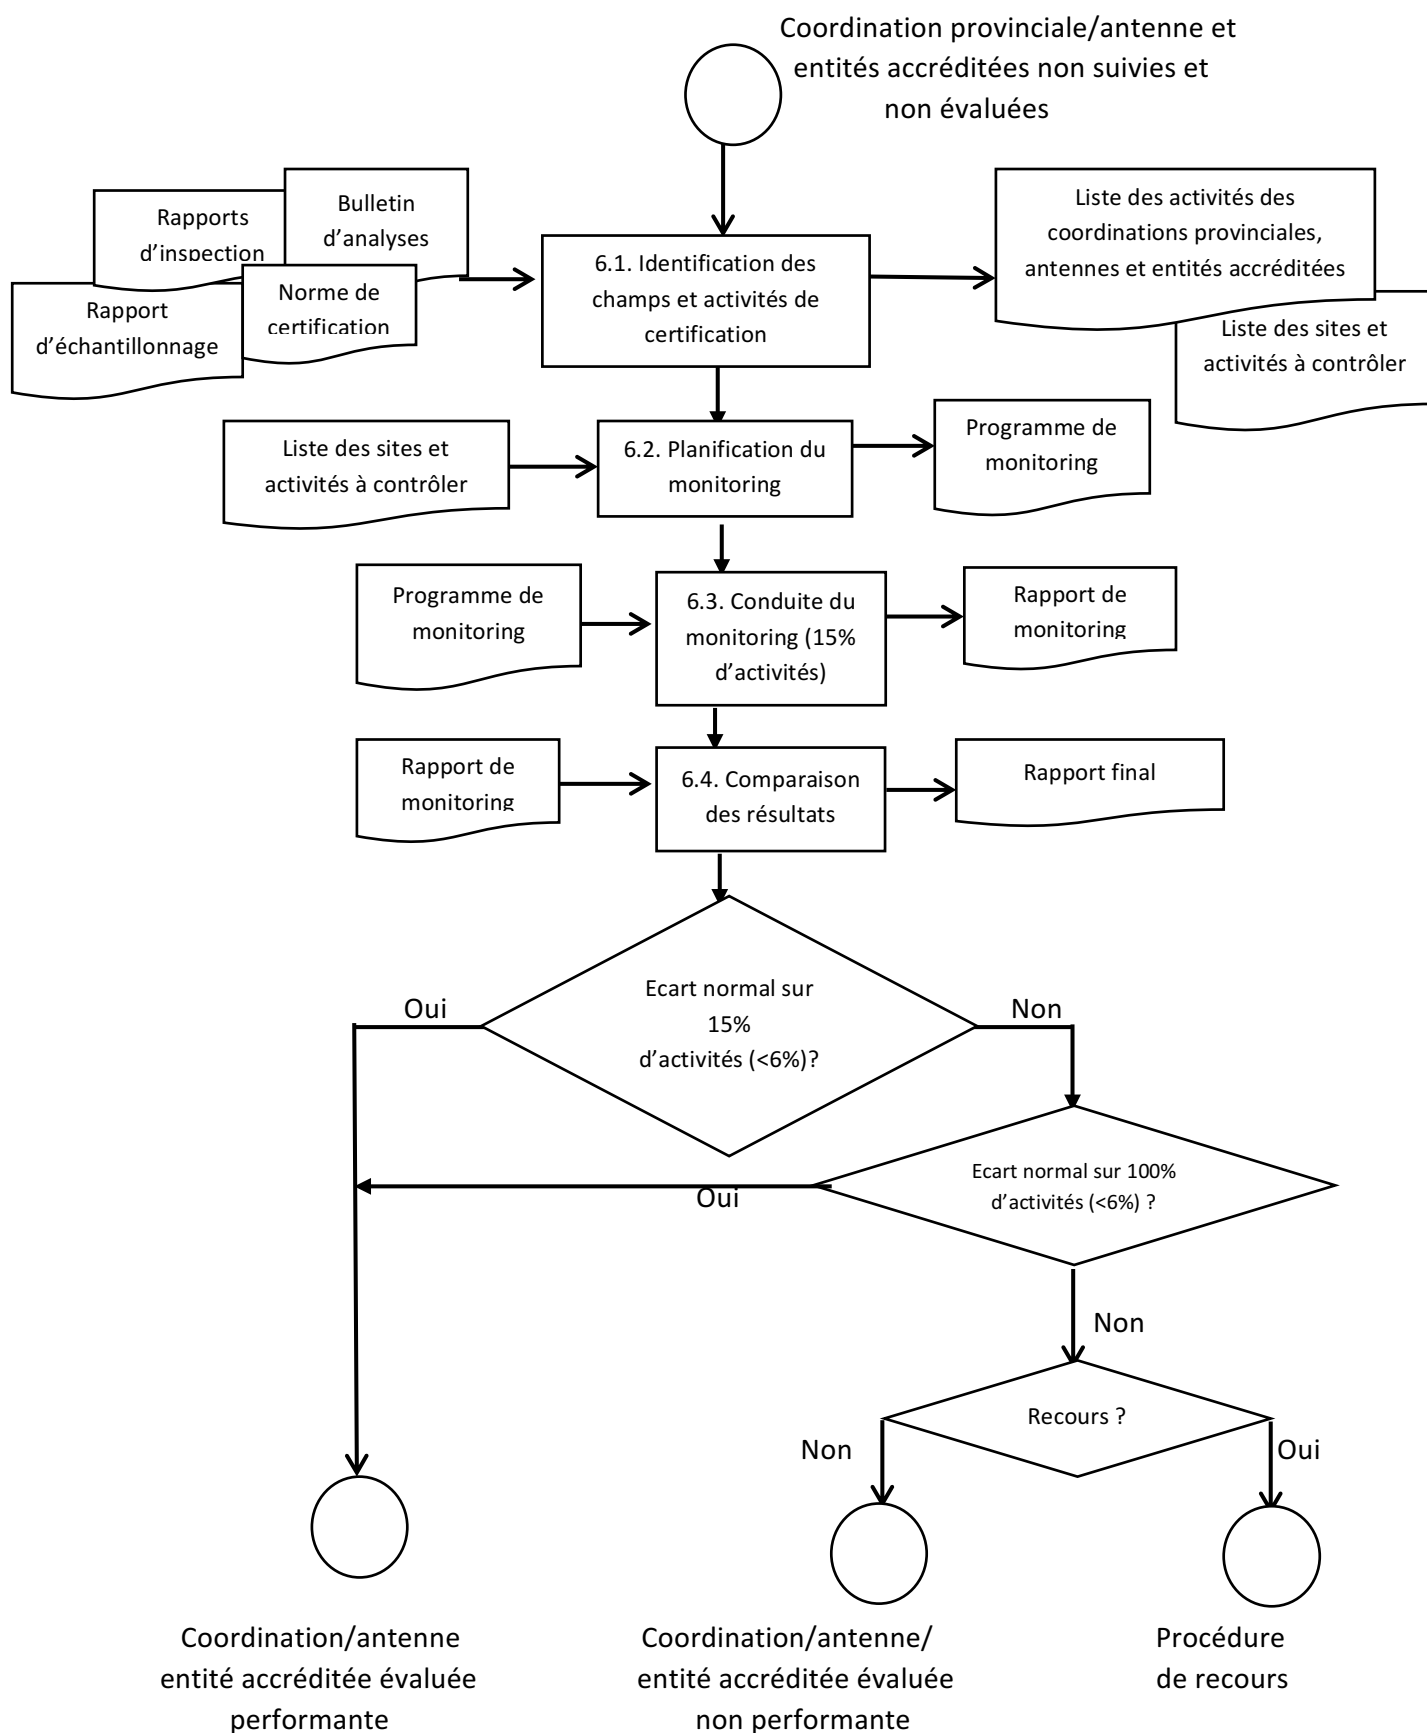 Coordination provinciale/antenne et
entités accréditées non suivies et
non évaluées
Rapports
d’inspection
Bulletin
d’analyses
Norme de
certification
Rapport
d’échantillonnage
6.1. Identification des
champs et activités de
certification
Liste des activités des
coordinations provinciales,
antennes et entités accréditées
Liste des sites et
activités à contrôler
Liste des sites et
activités à contrôler
6.2. Planification du
monitoring
Programme de
monitoring
Programme de
monitoring
6.3. Conduite du
monitoring (15%
d’activités)
Rapport de
monitoring
Rapport de
monitoring
6.4. Comparaison
des résultats
Rapport final
Ecart normal sur
15%
d’activités (<6%)?
Oui
Non
Ecart normal sur 100%
d’activités (<6%) ?
Oui
Non
Recours ?
Non
Oui
Coordination/antenne
entité accréditée évaluée
performante
Coordination/antenne/
entité accréditée évaluée
non performante
Procédure
de recours